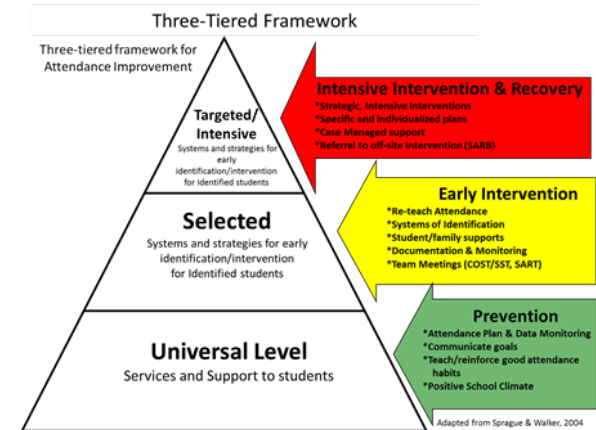 Three-Tiered Framework
Three-tiered framework for
Attendance Improvement
Targeted/
Intensive
Systems and strategies for
early
identification/intervention
for Identified students
Intensive Intervention & Recovery
*Strategic, Intensive Interventions
*Specific and individualized plans
*Case Managed support
*Referral to off-site intervention (SARB)
Selected
Systems and strategies for early
identification/intervention
for Identified students
Early Intervention
*Re-teach Attendance
*Systems of Identification
*Student/family supports
*Documentation & Monitoring
*Team Meetings (COST/SST, SART)
Universal Level
Services and Support to students
Prevention
*Attendance Plan & Data Monitoring
*Communicate goals
*Teach/reinforce good attendance
habits
*Positive School Climate
Adapted from Sprague & Walker, 2004